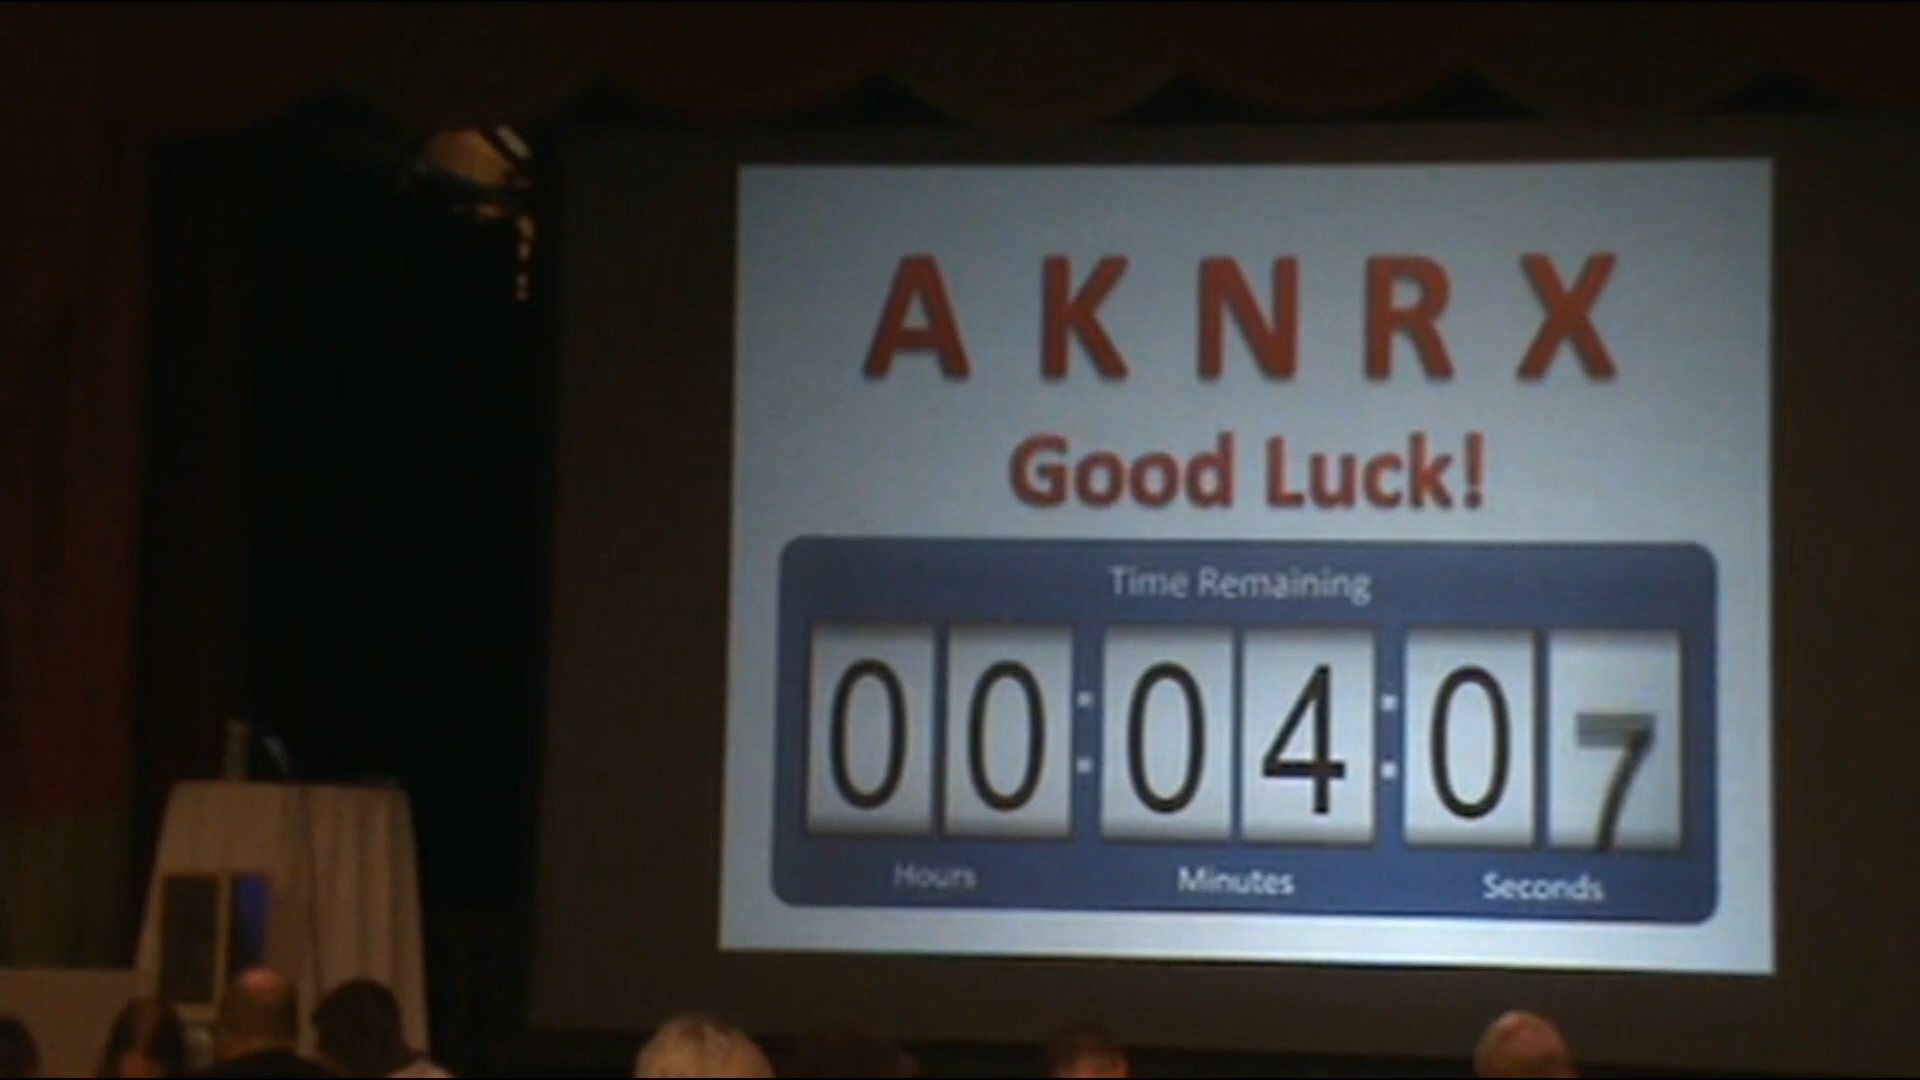 A K N R X
Good Luck!
Time Remaining
00:04:07
Hours Minutes Seconds